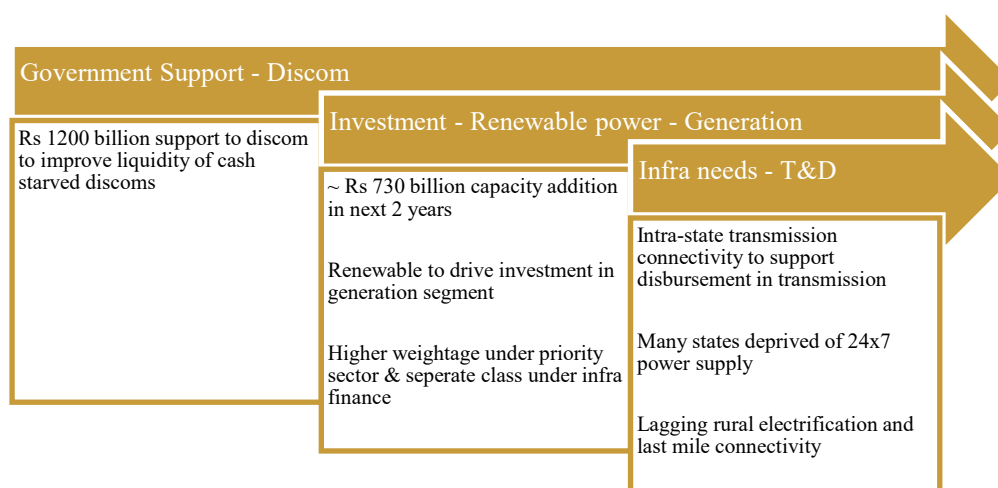 Government Support - Discom
Rs 1200 billion support to discom
to improve liquidity of cash
starved discoms
Investment - Renewable power - Generation
~ Rs 730 billion capacity addition
in next 2 years
Renewable to drive investment in
generation segment
Higher weightage under priority
sector & seperate class under infra
finance
Infra needs - T&D
Intra-state transmission
connectivity to support
disbursement in transmission
Many states deprived of 24x7
power supply
Lagging rural electrification and
last mile connectivity